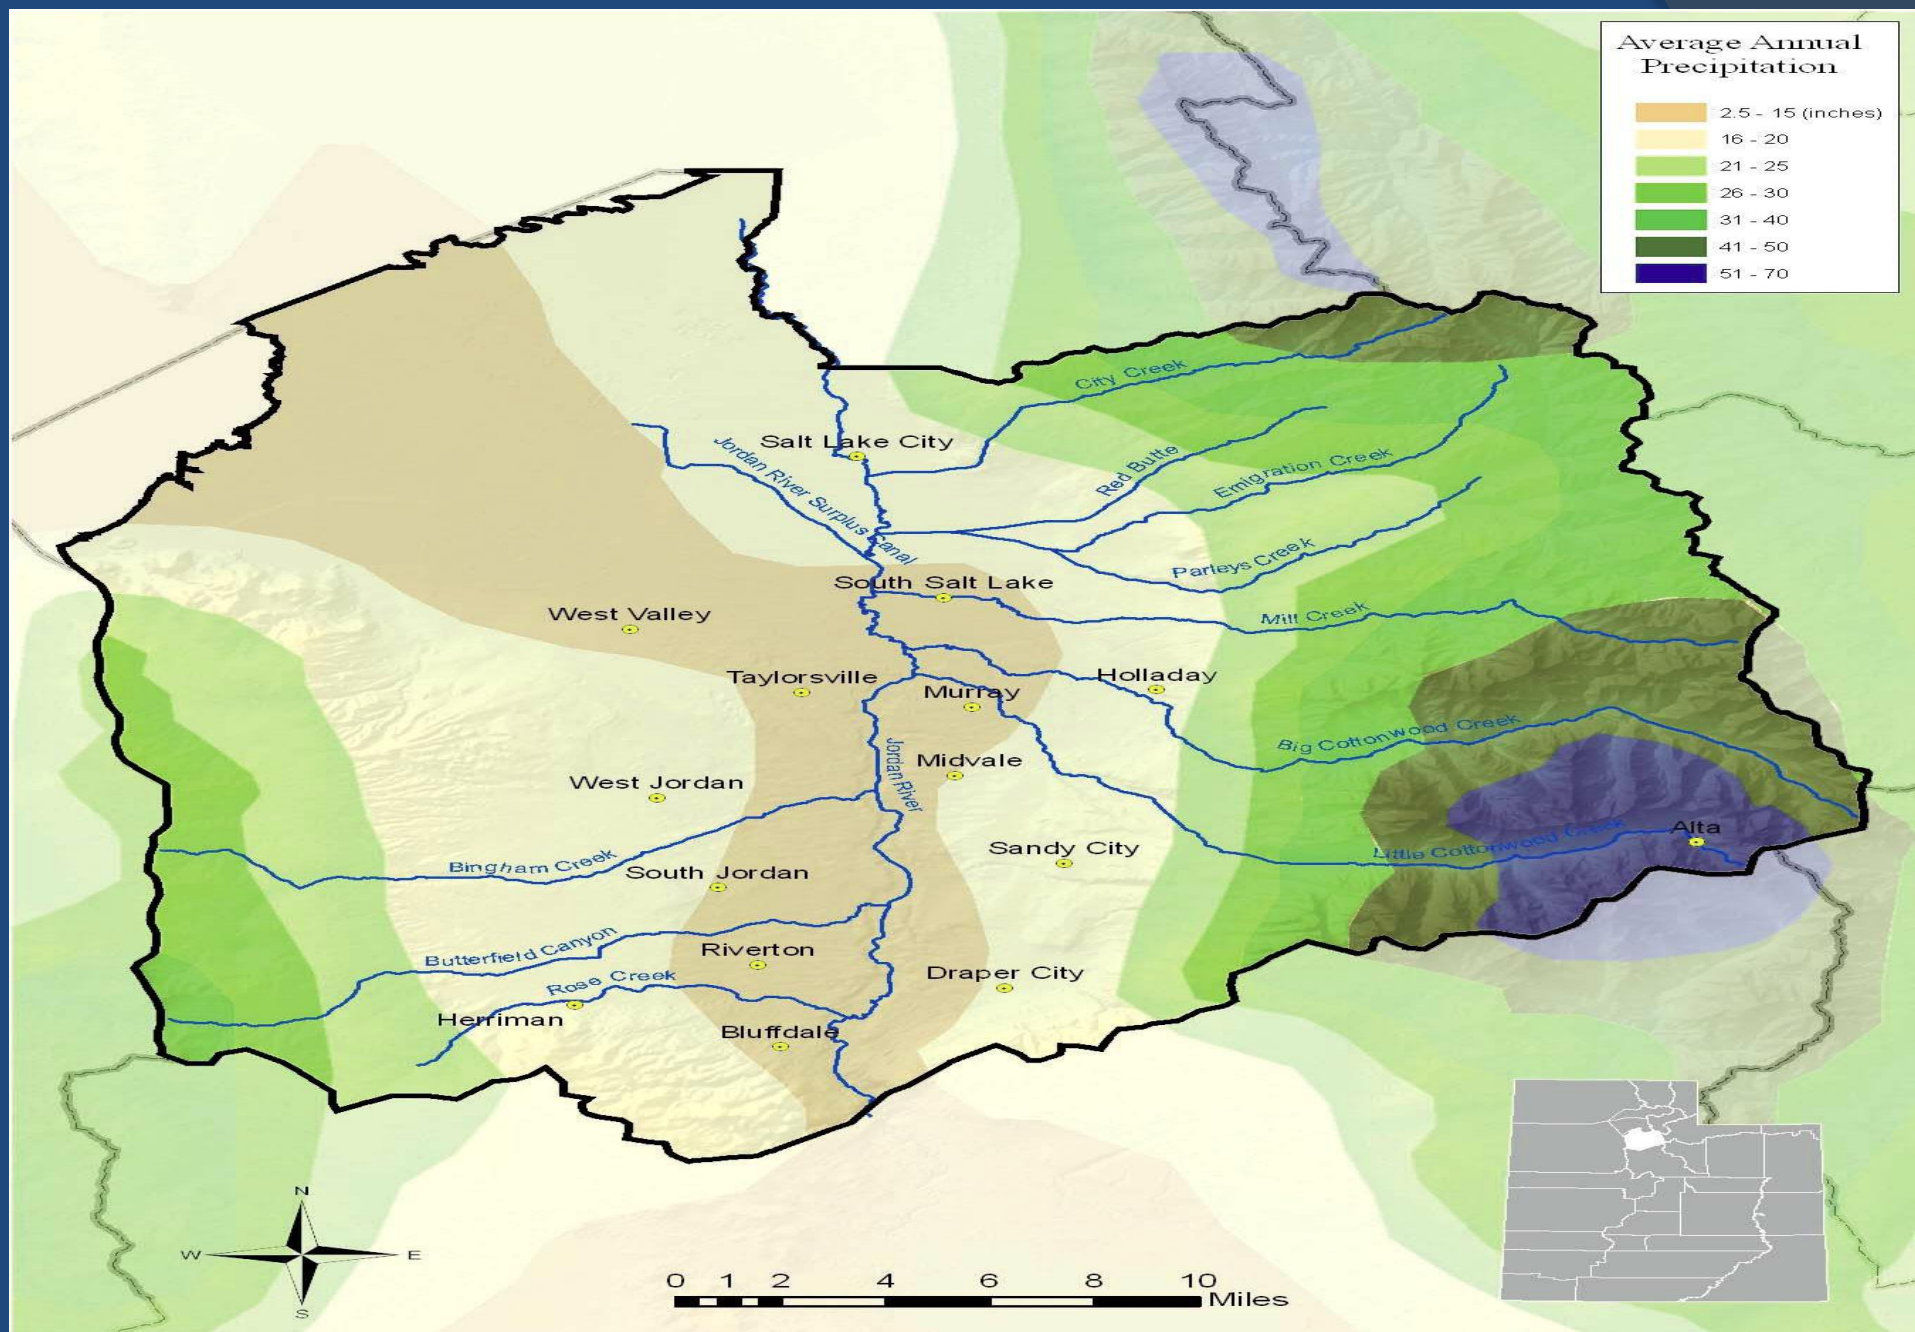 Average Annual
Precipitation
2.5 - 15 (inches)
16 - 20
21 - 25
26 - 30
31 - 40
41 - 50
51 - 70
City Creek
Salt Lake City
Jordan River Surplus Canal
Red Butte
Emigration Creek
Parleys Creek
South Salt Lake
West Valley
Mill Creek
Taylorsville
Murray
Holladay
Big Cottonwood Creek
Jordan River
Midvale
West Jordan
Alta
Little Cottonwood Creek
Sandy City
Bingham Creek
South Jordan
Butterfield Canyon
Riverton
Rose Creek
Draper City
Herriman
Bluffdale
N
W E
S
0 1 2 4 6 8 10
Miles